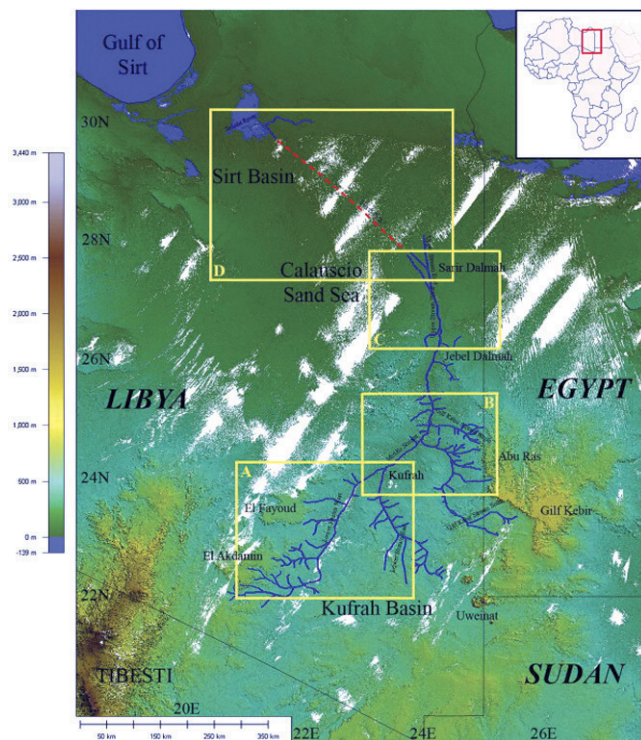 Gulf of
Sirt
30N
3,440 m
Sirt Basin
3,000 m
2,500 m
2,000 m
1,500 m
1,000 m
500 m
0 m
-139 m
28N
D
Calanscio
Sand Sea
Sarir Dalmah
C
26N
Jebel Dalmah
LIBYA
EGYPT
B
Abu Ras
24N
A
Kufrah
El Fayoud
Gilf Kebir
El Akdamin
22N
Kufrah Basin
Uweinat
TIBESTI
SUDAN
20E
22E
24E
26E
50 km
150 km
250 km
350 km